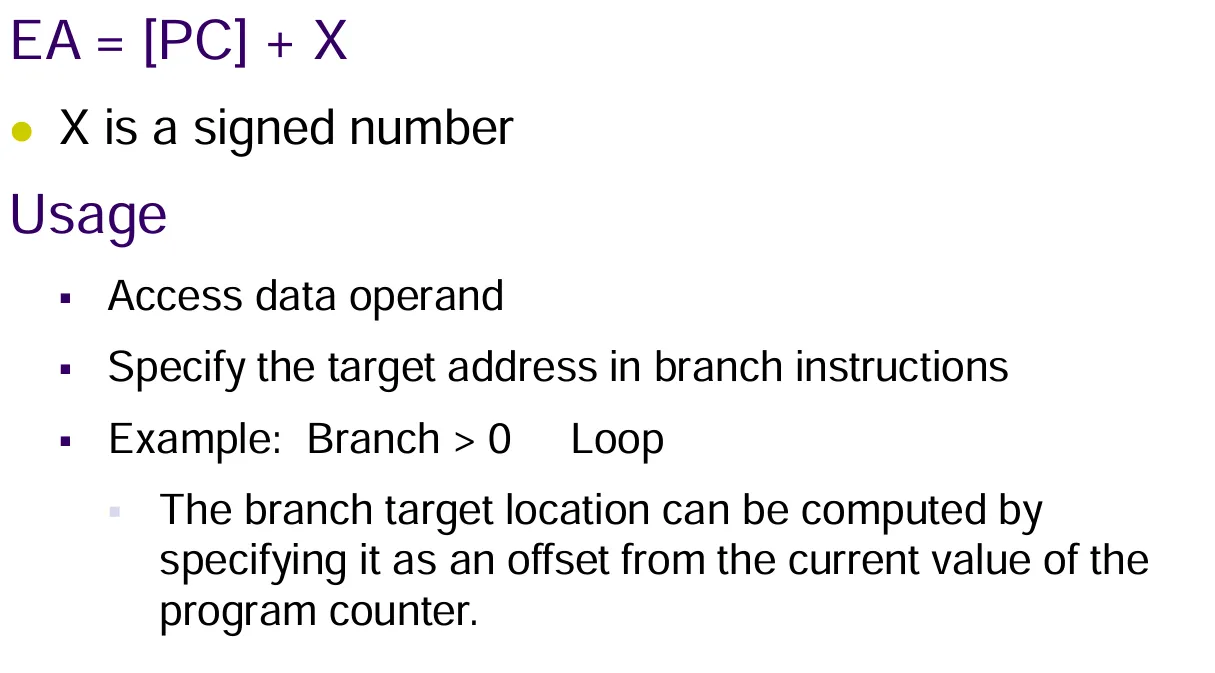 EA = [PC] + X
● X is a signed number
Usage
▪ Access data operand
▪ Specify the target address in branch instructions
▪ Example: Branch > 0 Loop
▪ The branch target location can be computed by
specifying it as an offset from the current value of the
program counter.